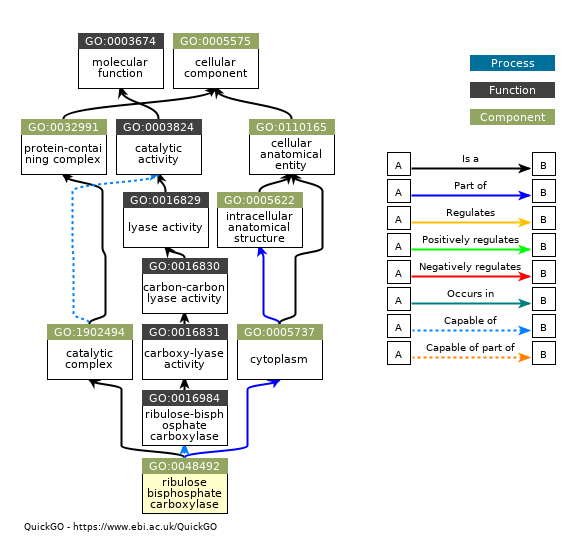 GO:0003674
molecular
function
GO:0005575
cellular
component
Process
Function
Component
GO:0032991
protein-contai
ning complex
GO:0003824
catalytic
activity
GO:0110165
cellular
anatomical
entity
A Is a B
A Part of B
A Regulates B
A Positively regulates B
A Negatively regulates B
A Occurs in B
A Capable of B
A Capable of part of B
GO:0016829
lyase activity
GO:0005622
intracellular
anatomical
structure
GO:0016830
carbon-carbon
lyase activity
GO:1902494
catalytic
complex
GO:0016831
carboxy-lyase
activity
GO:0005737
cytoplasm
GO:0016984
ribulose-bisph
osphate
carboxylase
GO:0048492
ribulose
bisphosphate
carboxylase
QuickGO - https://www.ebi.ac.uk/QuickGO